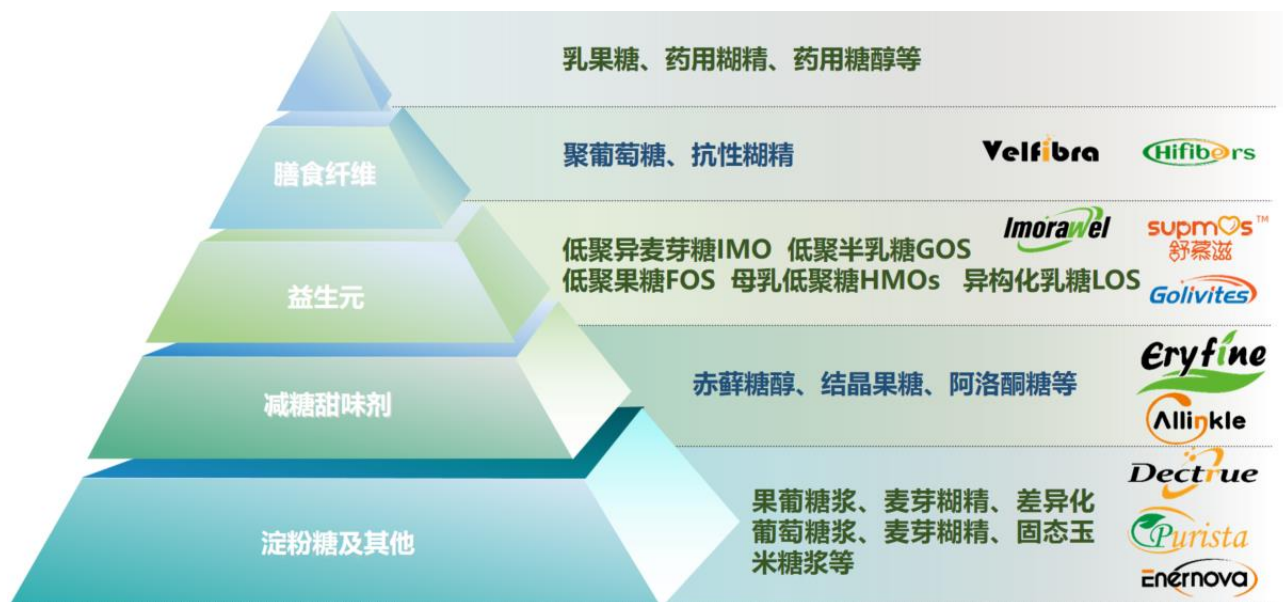 乳果糖、药用糊精、药用糖醇等
膳食纤维
聚葡萄糖、抗性糊精
Velfibra
Hifibers
益生元
低聚异麦芽糖IMO 低聚半乳糖GOS
低聚果糖FOS 母乳低聚糖HMOs 异构化乳糖LOS
Imorawel
supmos™
舒慕滋
Golivites
减糖甜味剂
赤藓糖醇、结晶果糖、阿洛酮糖等
Eryfine
Allinkle
淀粉糖及其他
果葡糖浆、麦芽糊精、差异化
葡萄糖浆、麦芽糊精、固态玉
米糖浆等
Dectrue
Purista
Enernova